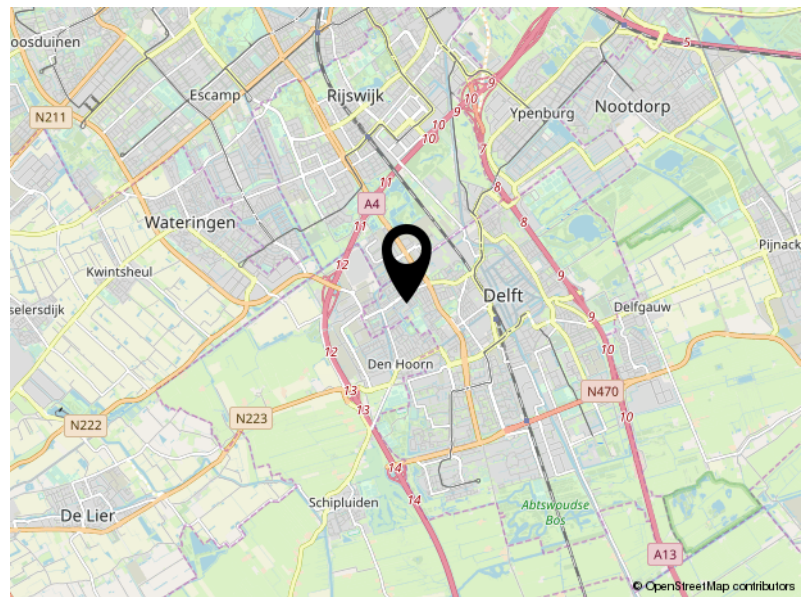 oosduinen
Escamp
Rijswijk
5
9
10
9
10
10
Ypenburg
Nootdorp
N211
7
11
8
A4
8
Wateringen
11
Pijnack
12
Kwintsheul
9
selersdijk
Delft
Delfgauw
9
12
10
Den Hoorn
13
N470
13
N222
N223
10
14
14
Schipluiden
De Lier
Abtswoudse
Bos
A13
© OpenStreetMap contributors